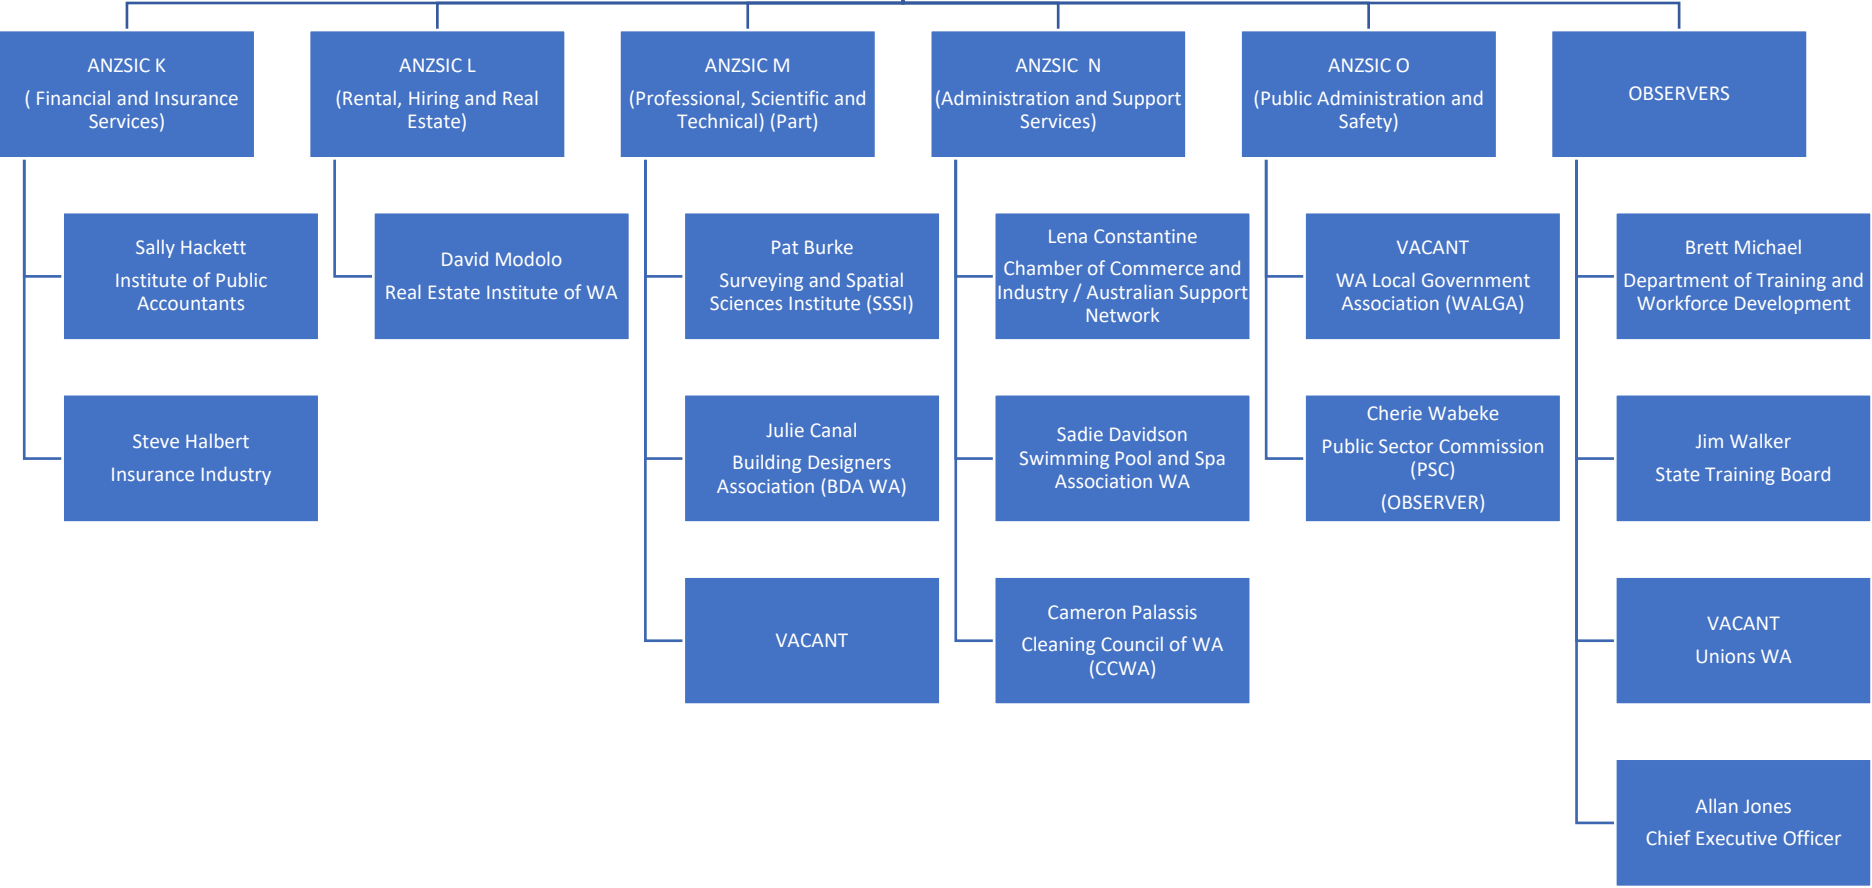 ANZSIC K
( Financial and Insurance
Services)
Sally Hackett
Institute of Public
Accountants
Steve Halbert
Insurance Industry
ANZSIC L
(Rental, Hiring and Real
Estate)
David Modolo
Real Estate Institute of WA
ANZSIC M
(Professional, Scientific and
Technical) (Part)
Pat Burke
Surveying and Spatial
Sciences Institute (SSSI)
Julie Canal
Building Designers
Association (BDA WA)
VACANT
ANZSIC N
(Administration and Support
Services)
Lena Constantine
Chamber of Commerce and
Industry / Australian Support
Network
Sadie Davidson
Swimming Pool and Spa
Association WA
Cameron Palassis
Cleaning Council of WA
(CCWA)
ANZSIC O
(Public Administration and
Safety)
VACANT
WA Local Government
Association (WALGA)
Cherie Wabeke
Public Sector Commission
(PSC)
(OBSERVER)
OBSERVERS
Brett Michael
Department of Training and
Workforce Development
Jim Walker
State Training Board
VACANT
Unions WA
Allan Jones
Chief Executive Officer